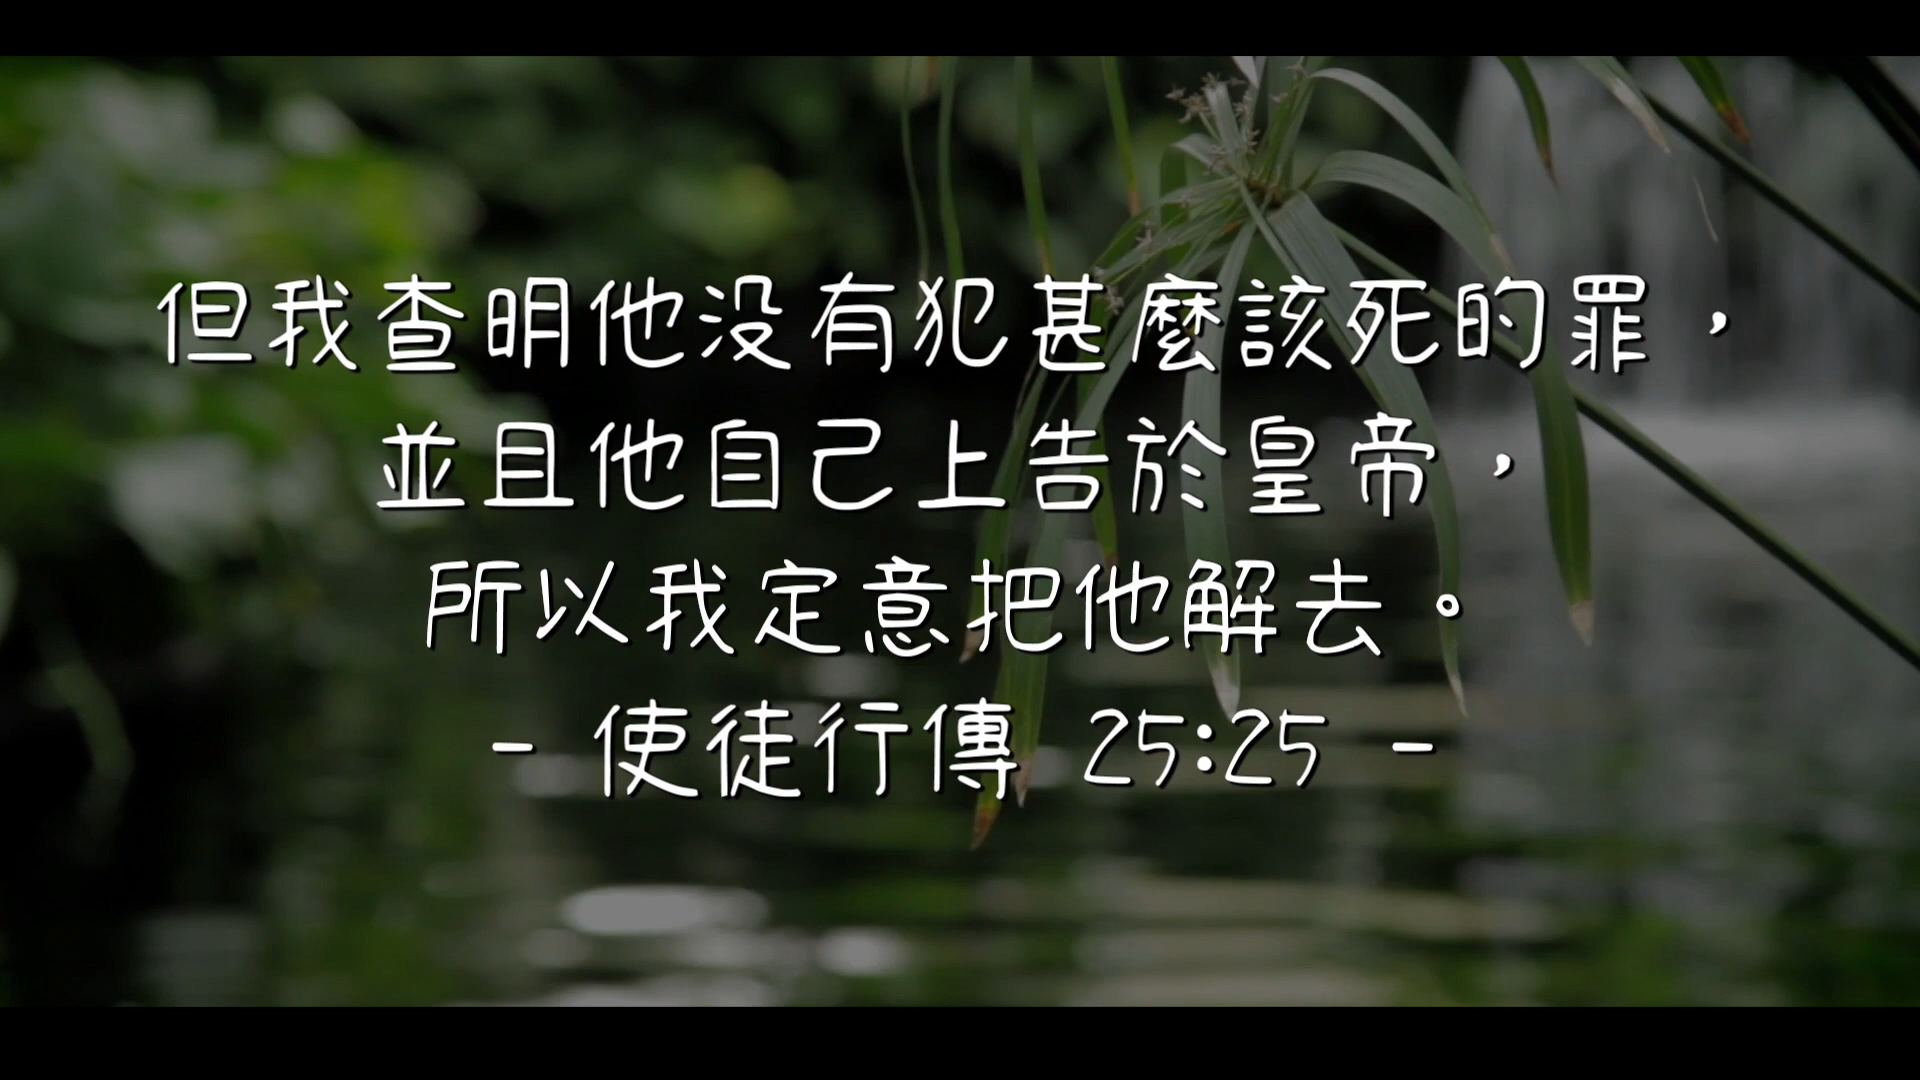 但我查明他没有犯甚麼該死的罪，
並且他自己上告於皇帝，
所以我定意把他解去。
- 使徒行傳 25:25 -